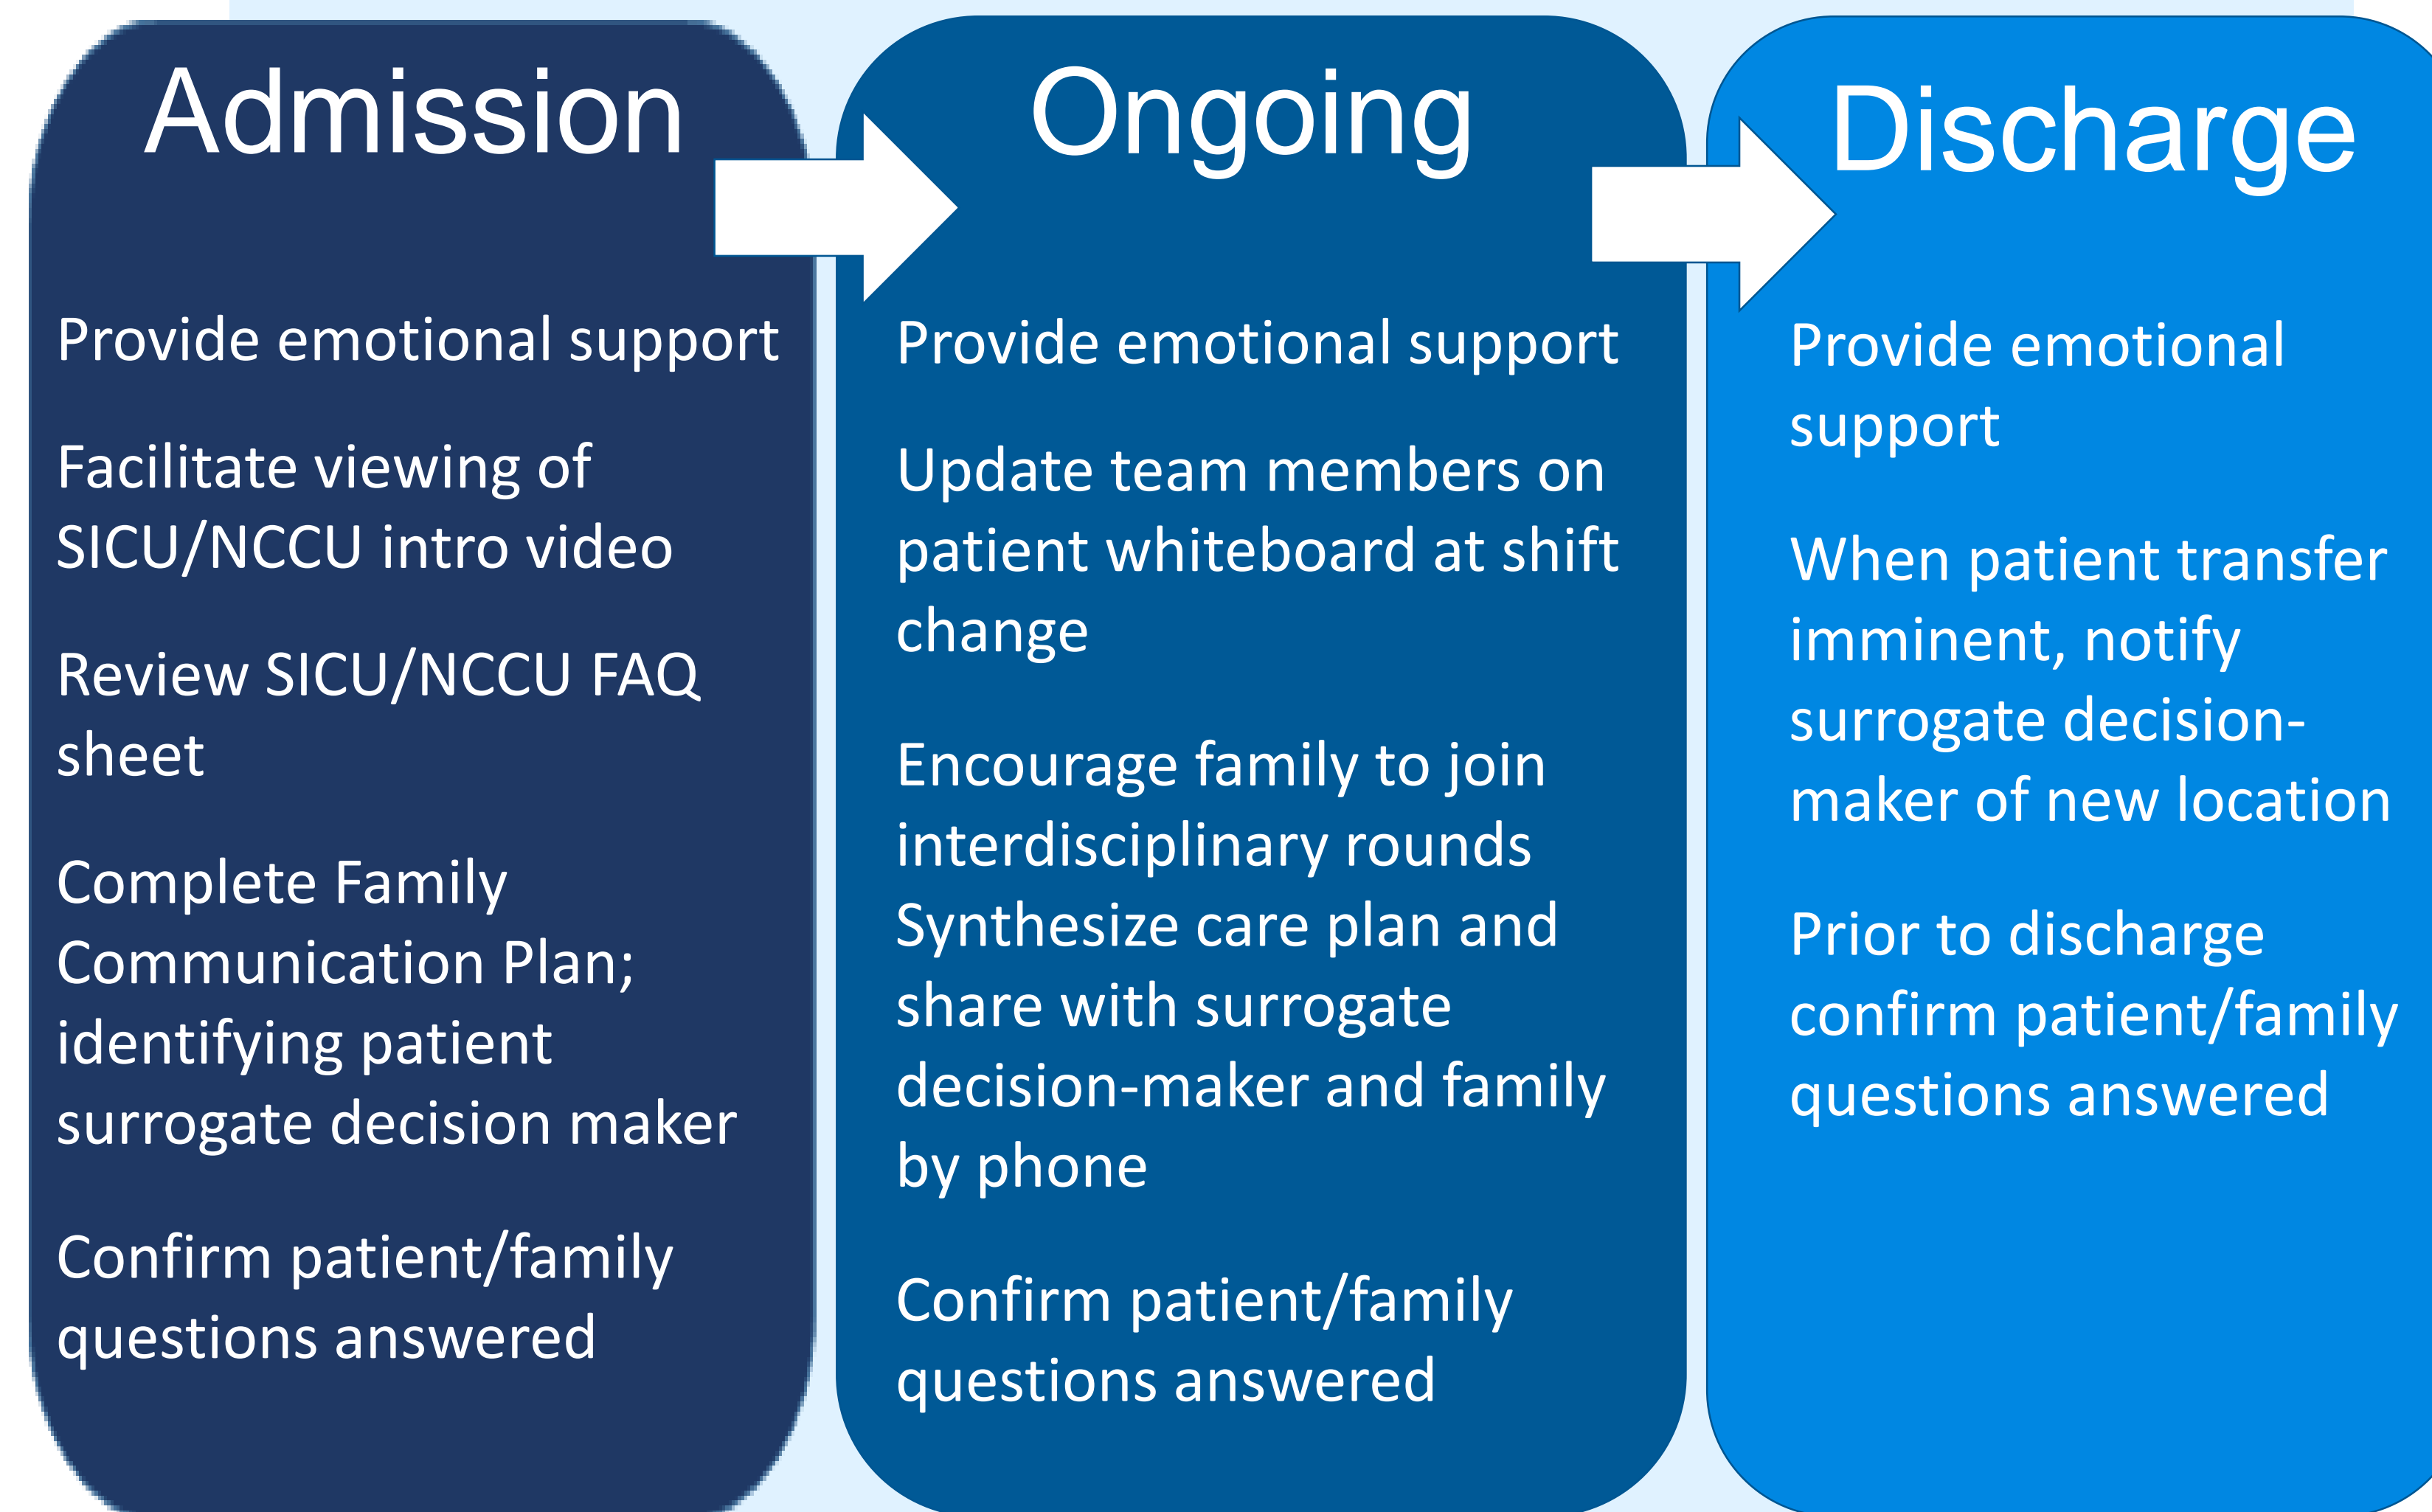 Admission
Provide emotional support
Facilitate viewing of
SICU/NCCU intro video
Review SICU/NCCU FAQ
sheet
Complete Family
Communication Plan;
identifying patient
surrogate decision maker
Confirm patient/family
questions answered
Ongoing
Provide emotional support
Update team members on
patient whiteboard at shift
change
Encourage family to join
interdisciplinary rounds
Synthesize care plan and
share with surrogate
decision-maker and family
by phone
Confirm patient/family
questions answered
Discharge
Provide emotional
support
When patient transfer
imminent, notify
surrogate decision-
maker of new location
Prior to discharge
confirm patient/family
questions answered